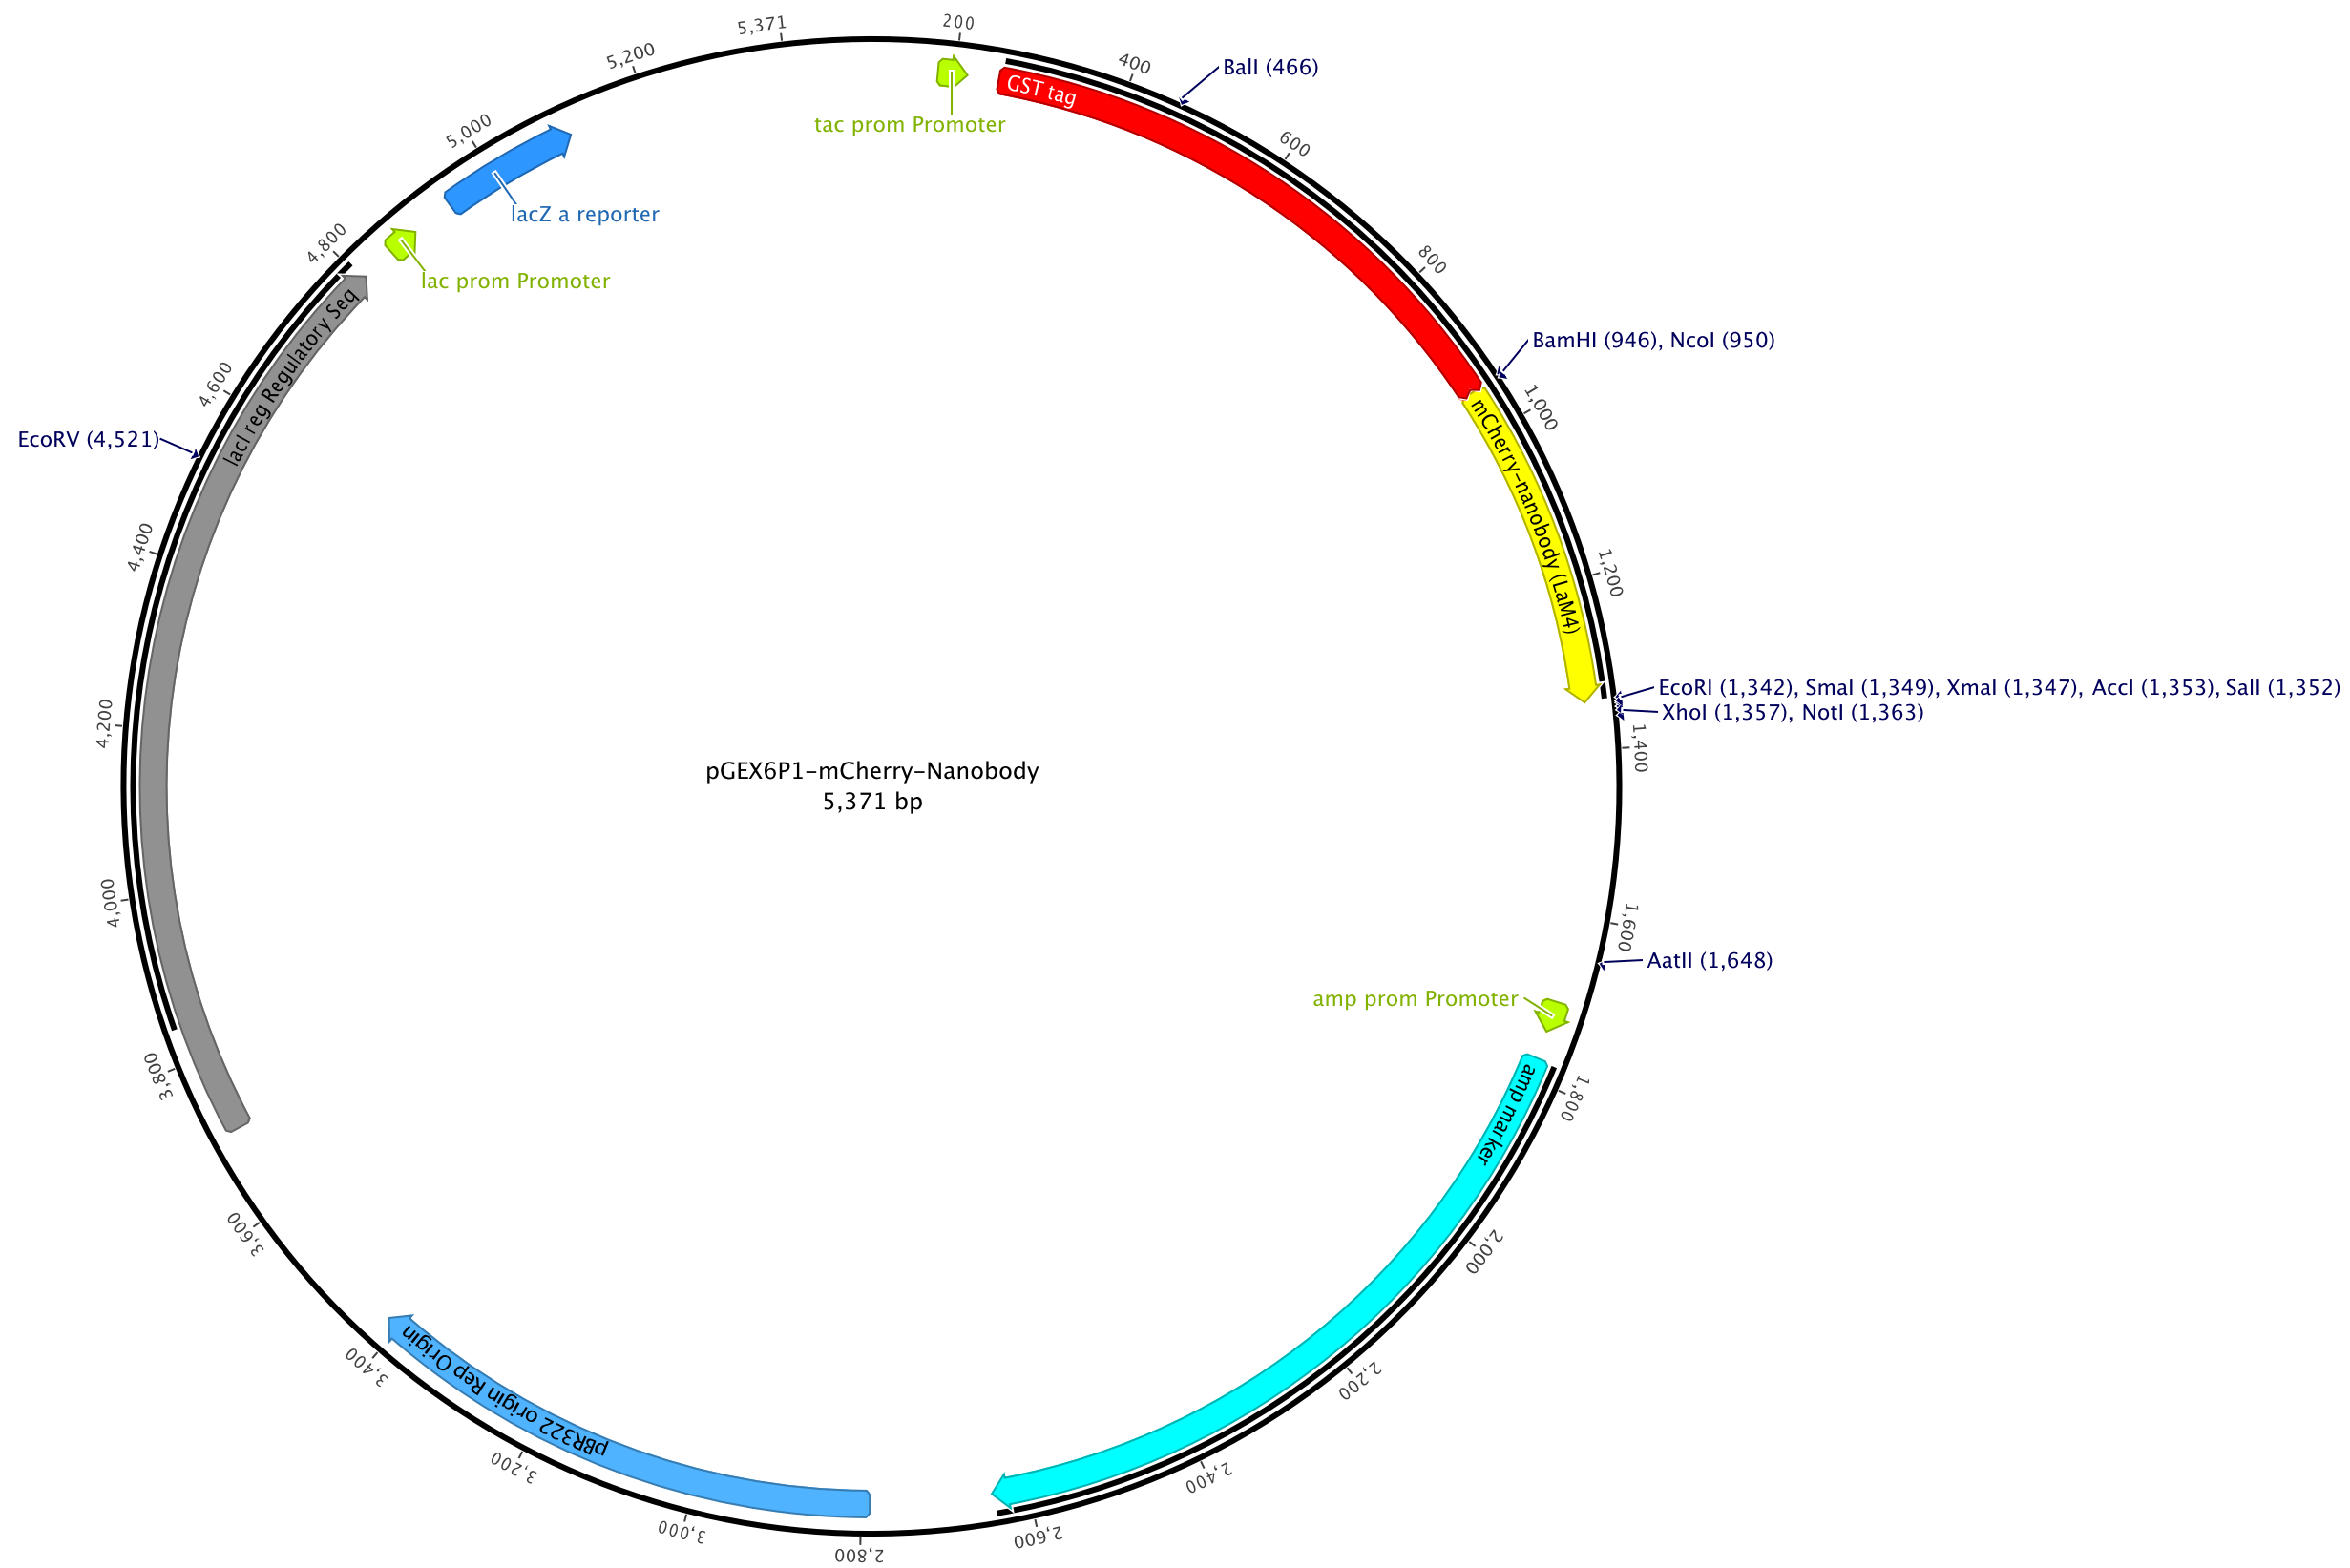 5,371
200
5,200
400
BalI (466)
5,000
GST tag
tac prom Promoter
600
lacZ a reporter
4,800
lac prom Promoter
800
lacI reg Regulatory Seq
BamHI (946), NcoI (950)
4,600
1,000
EcoRV (4,521)
mCherry-nanobody (LaM4)
4,400
1,200
EcoRI (1,342), SmaI (1,349), XmaI (1,347), AccI (1,353), SalI (1,352)
XhoI (1,357), NotI (1,363)
4,200
1,400
pGEX6P1-mCherry-Nanobody
5,371 bp
4,000
1,600
AatII (1,648)
amp prom Promoter
3,800
1,800
amp marker
3,600
2,000
3,400
2,200
pBR322 origin Rep Origin
3,200
2,400
3,000
2,600
2,800